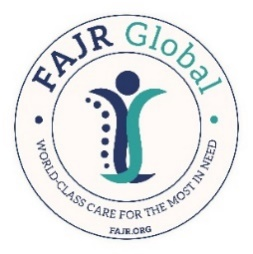 FAJR Global
WORLD-CLASS CARE FOR THE MOST IN NEED
FAJR.ORG